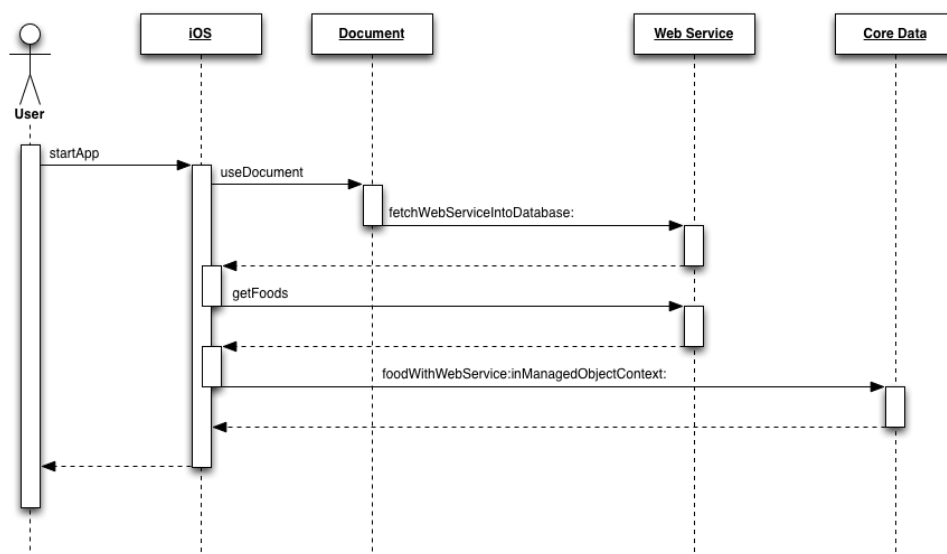 iOS
Document
Web Service
Core Data
User
startApp
useDocument
fetchWebServiceIntoDatabase:
getFoods
foodWithWebService:inManagedObjectContext: